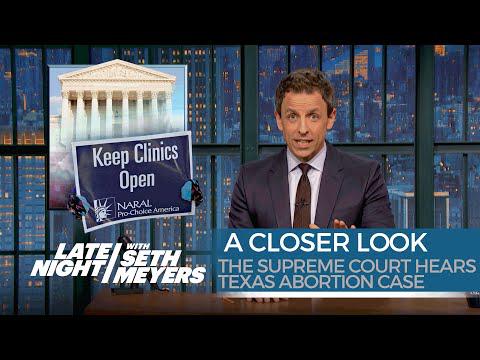 Keep Clinics
Open
NARAL
Pro-Choice America
LATE
NIGHT
WITH
SETH
MEYERS
A CLOSER LOOK
THE SUPREME COURT HEARS
TEXAS ABORTION CASE